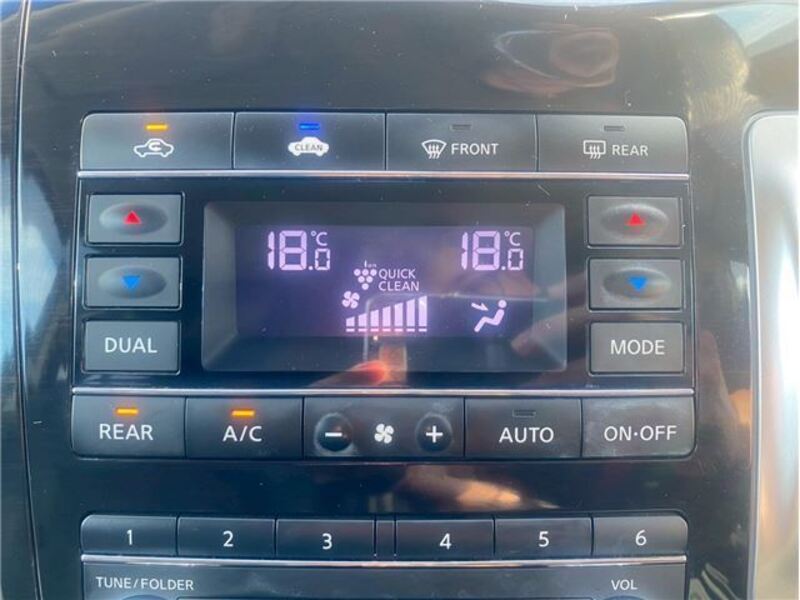 CLEAN
FRONT
REAR
18.0°C
18.0°C
ion
QUICK
CLEAN
DUAL
MODE
REAR
A/C
- +
AUTO
ON·OFF
1 2 3 4 5 6
TUNE/FOLDER
VOL